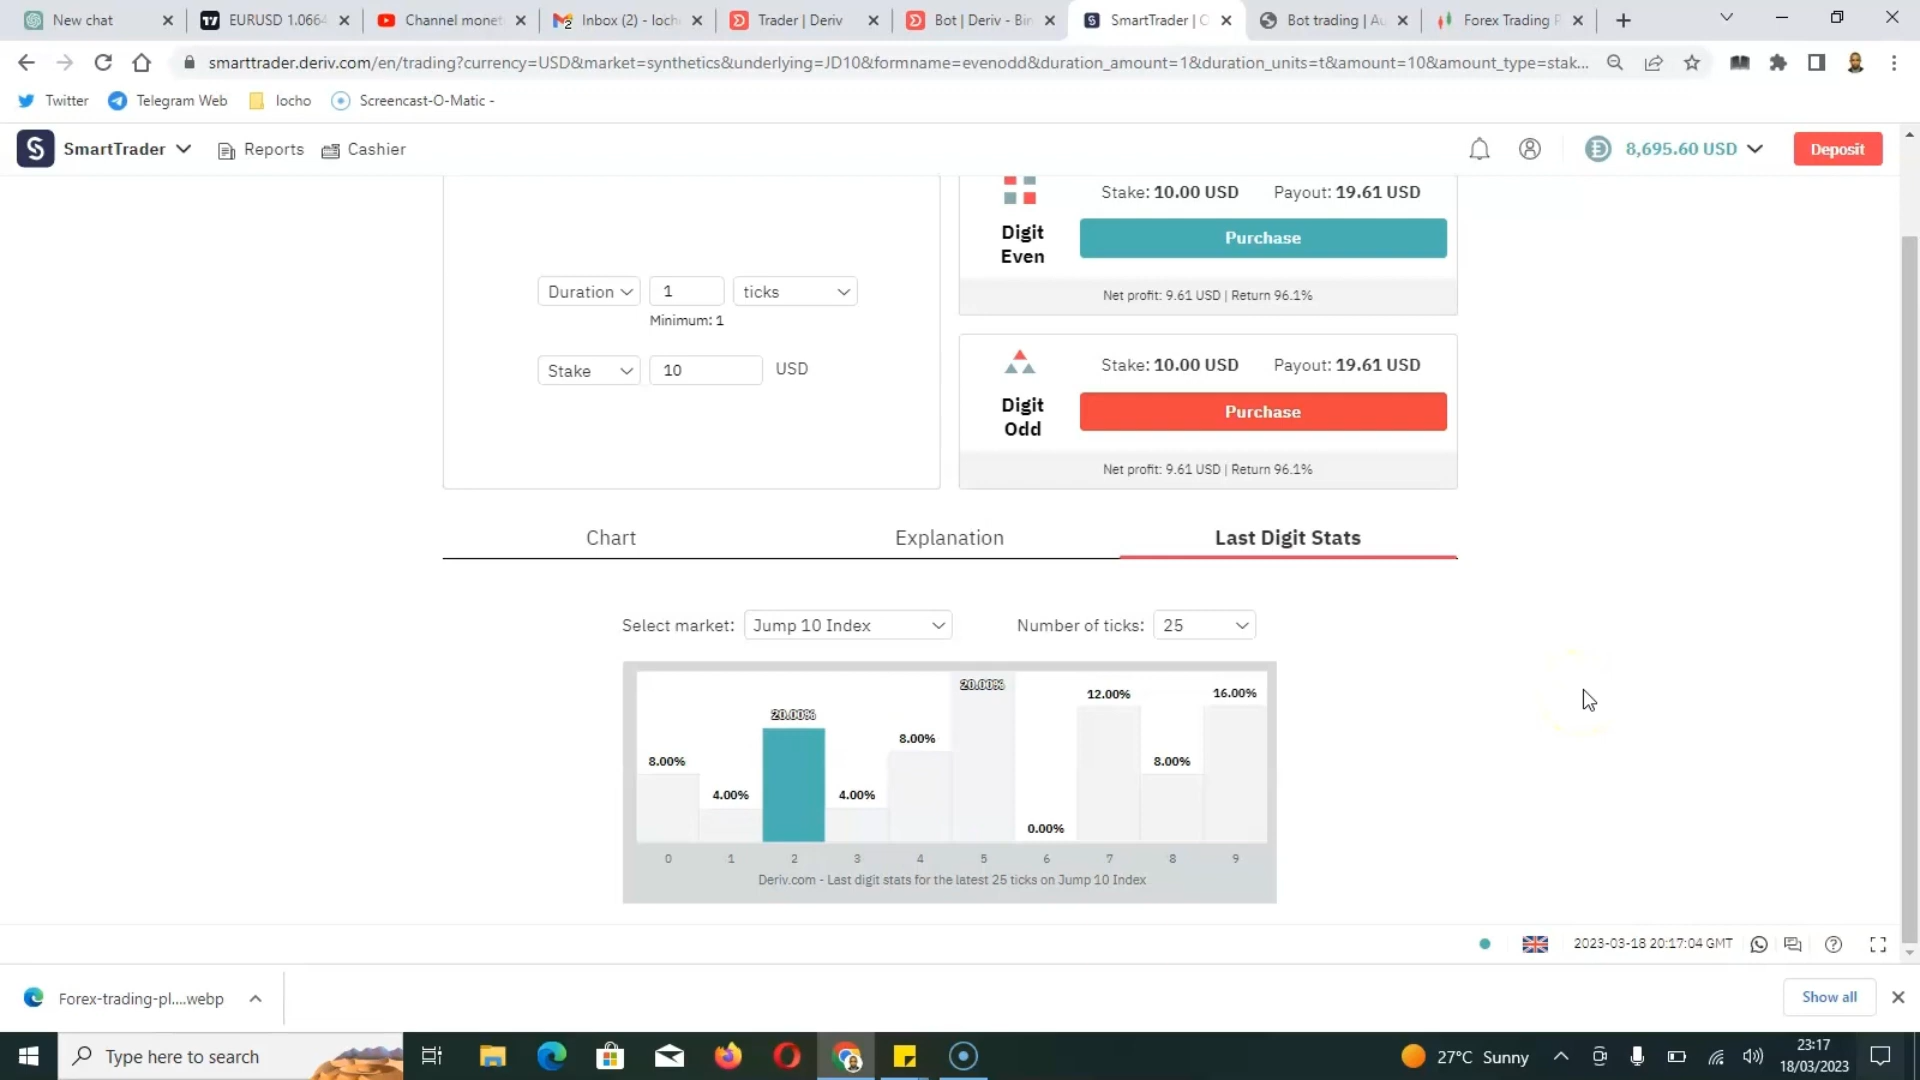 New chat
EURUSD 1.0664
Channel monet
Inbox (2) - loch
Trader | Deriv
Bot | Deriv - Bin
SmartTrader | O
Bot trading | Au
Forex Trading P
smarttrader.deriv.com/en/trading?currency=USD&market=synthetics&underlying=JD10&formname=evenodd&duration_amount=1&duration_units=t&amount=10&amount_type=stak...
Twitter
Telegram Web
locho
Screencast-O-Matic -
SmartTrader
Reports
Cashier
8,695.60 USD
Deposit
Stake: 10.00 USD Payout: 19.61 USD
Digit Even
Purchase
Net profit: 9.61 USD | Return 96.1%
Duration 1 ticks
Minimum: 1
Stake 10 USD
Stake: 10.00 USD Payout: 19.61 USD
Digit Odd
Purchase
Net profit: 9.61 USD | Return 96.1%
Chart
Explanation
Last Digit Stats
Select market: Jump 10 Index
Number of ticks: 25
8.00% 4.00% 20.00% 4.00% 8.00% 20.00% 0.00% 12.00% 8.00% 16.00%
0 1 2 3 4 5 6 7 8 9
Deriv.com - Last digit stats for the latest 25 ticks on Jump 10 Index
2023-03-18 20:17:04 GMT
Forex-trading-pl....webp
Show all
Type here to search
27°C Sunny
23:17
18/03/2023